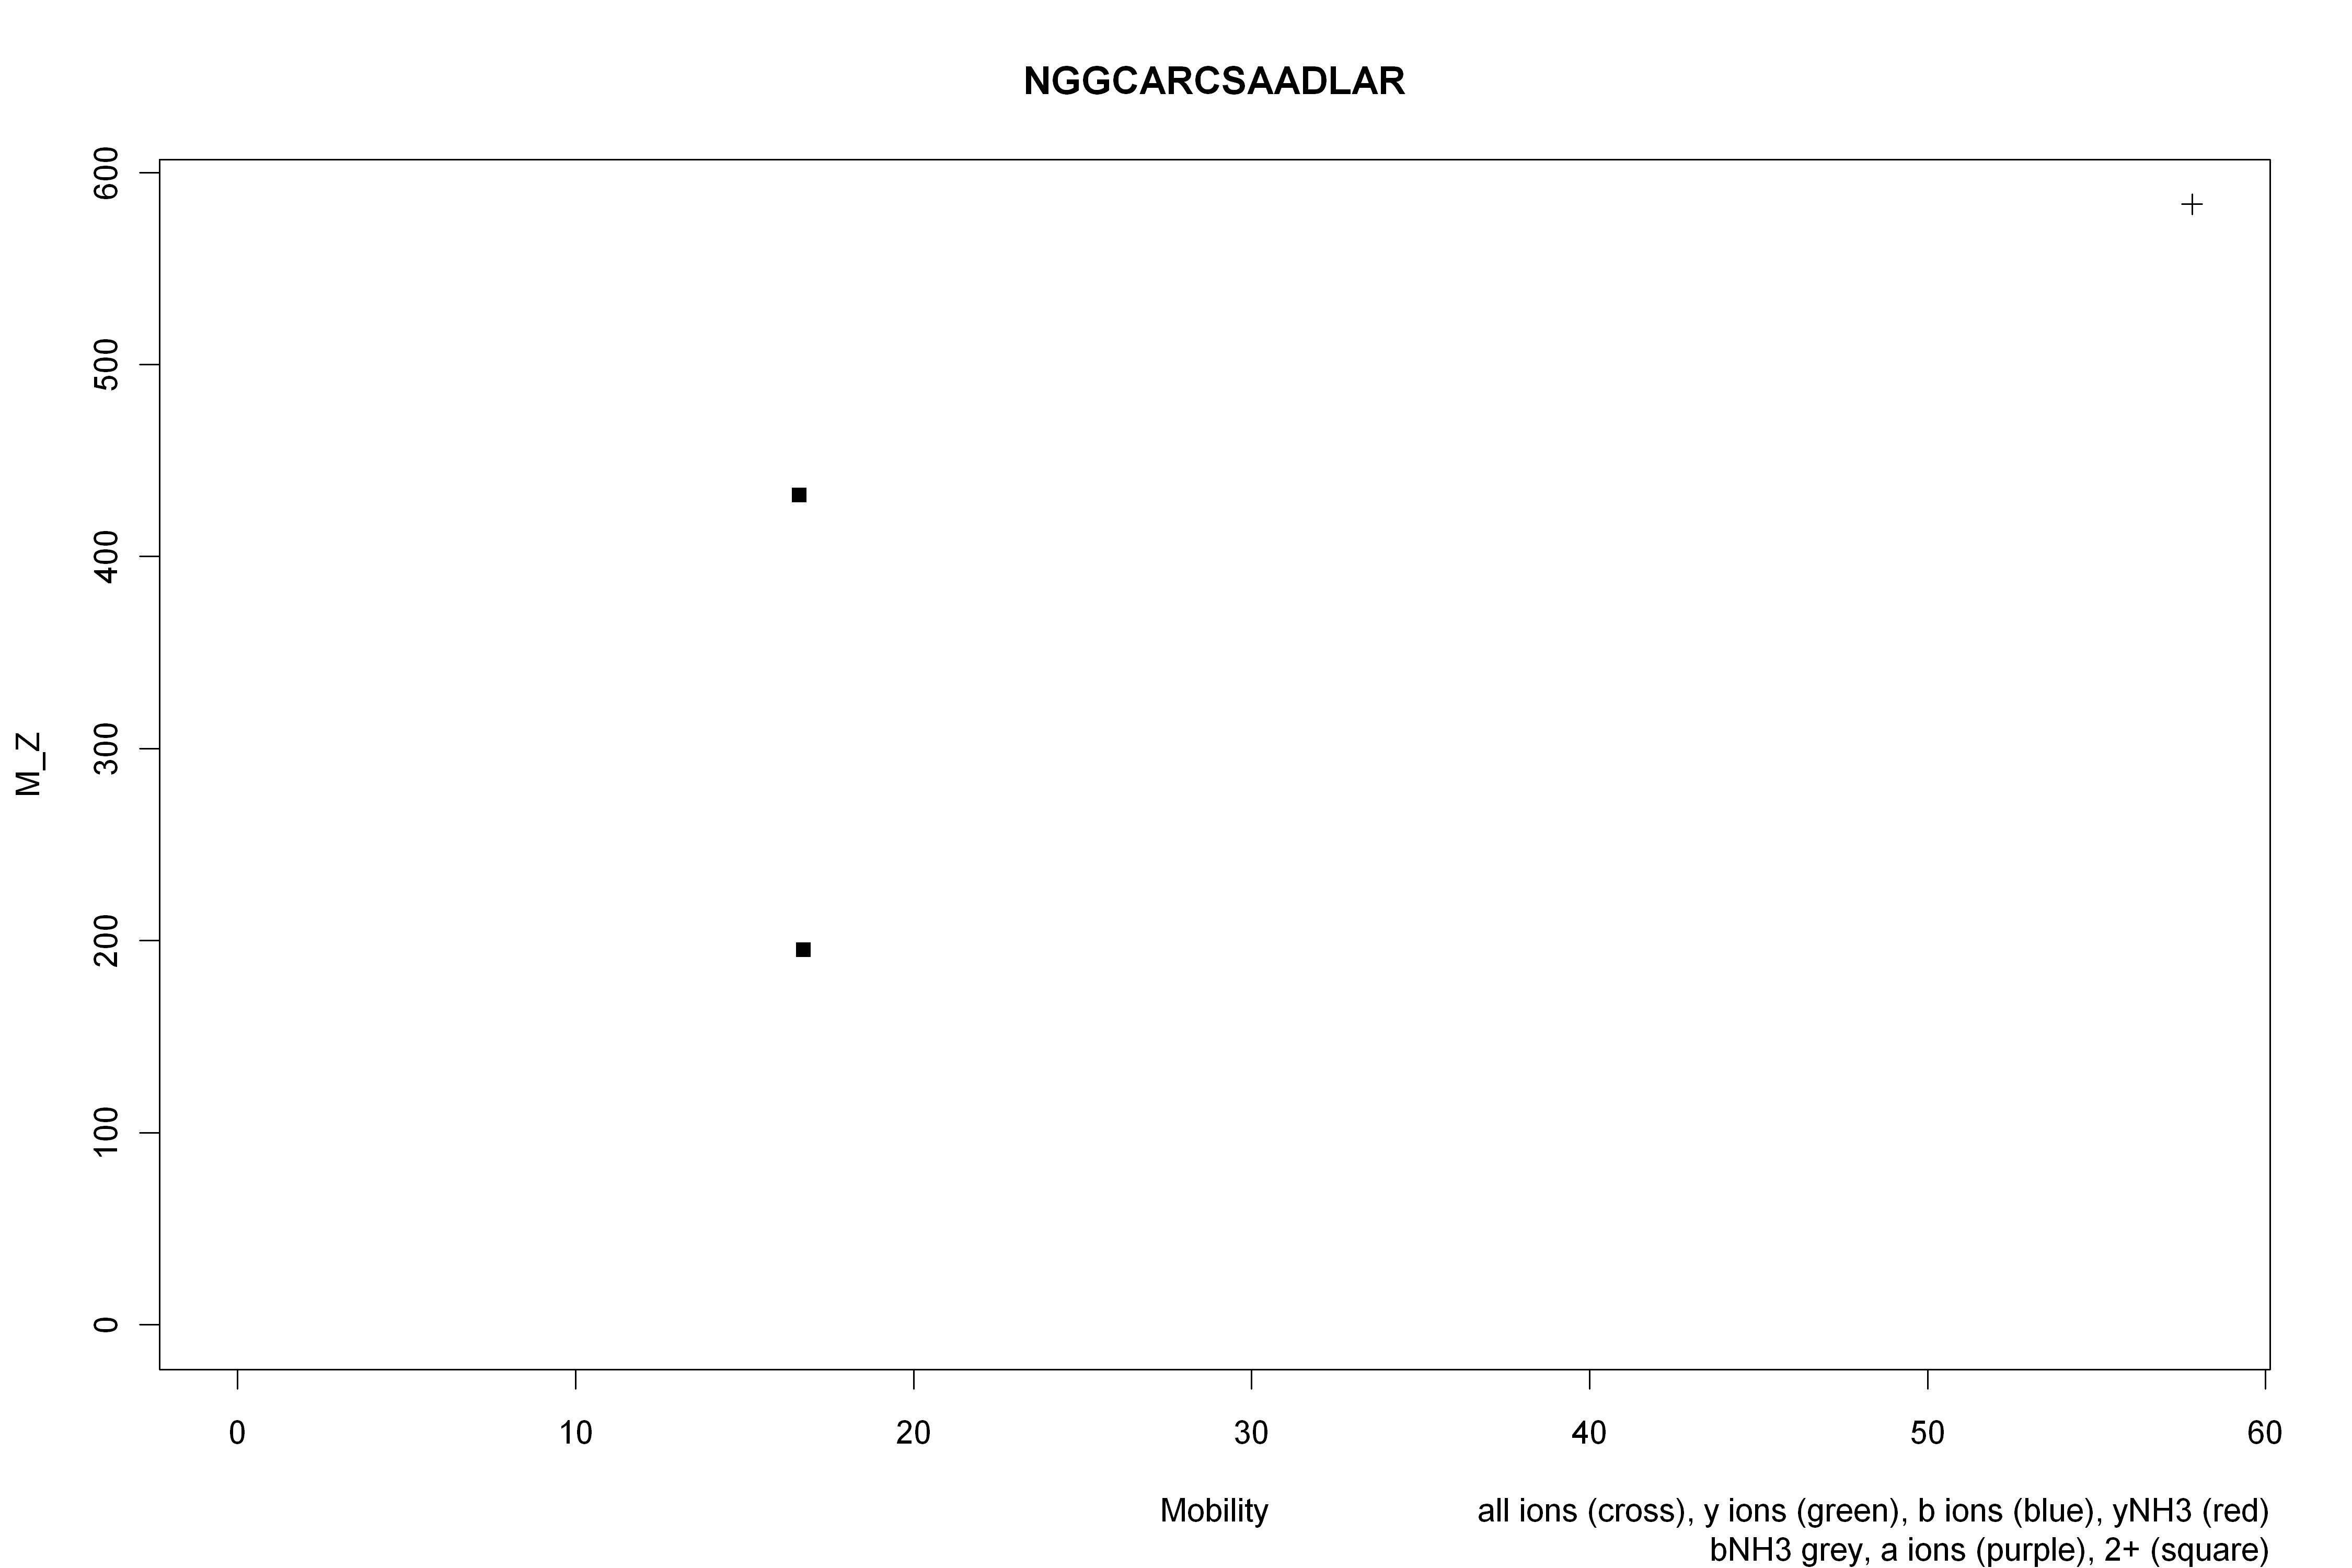 NGGCARCSAADLAR
600
500
400
300
200
100
0
M_Z
0 10 20 30 40 50 60
Mobility
all ions (cross), y ions (green), b ions (blue), yNH3 (red)
bNH3 grey, a ions (purple), 2+ (square)